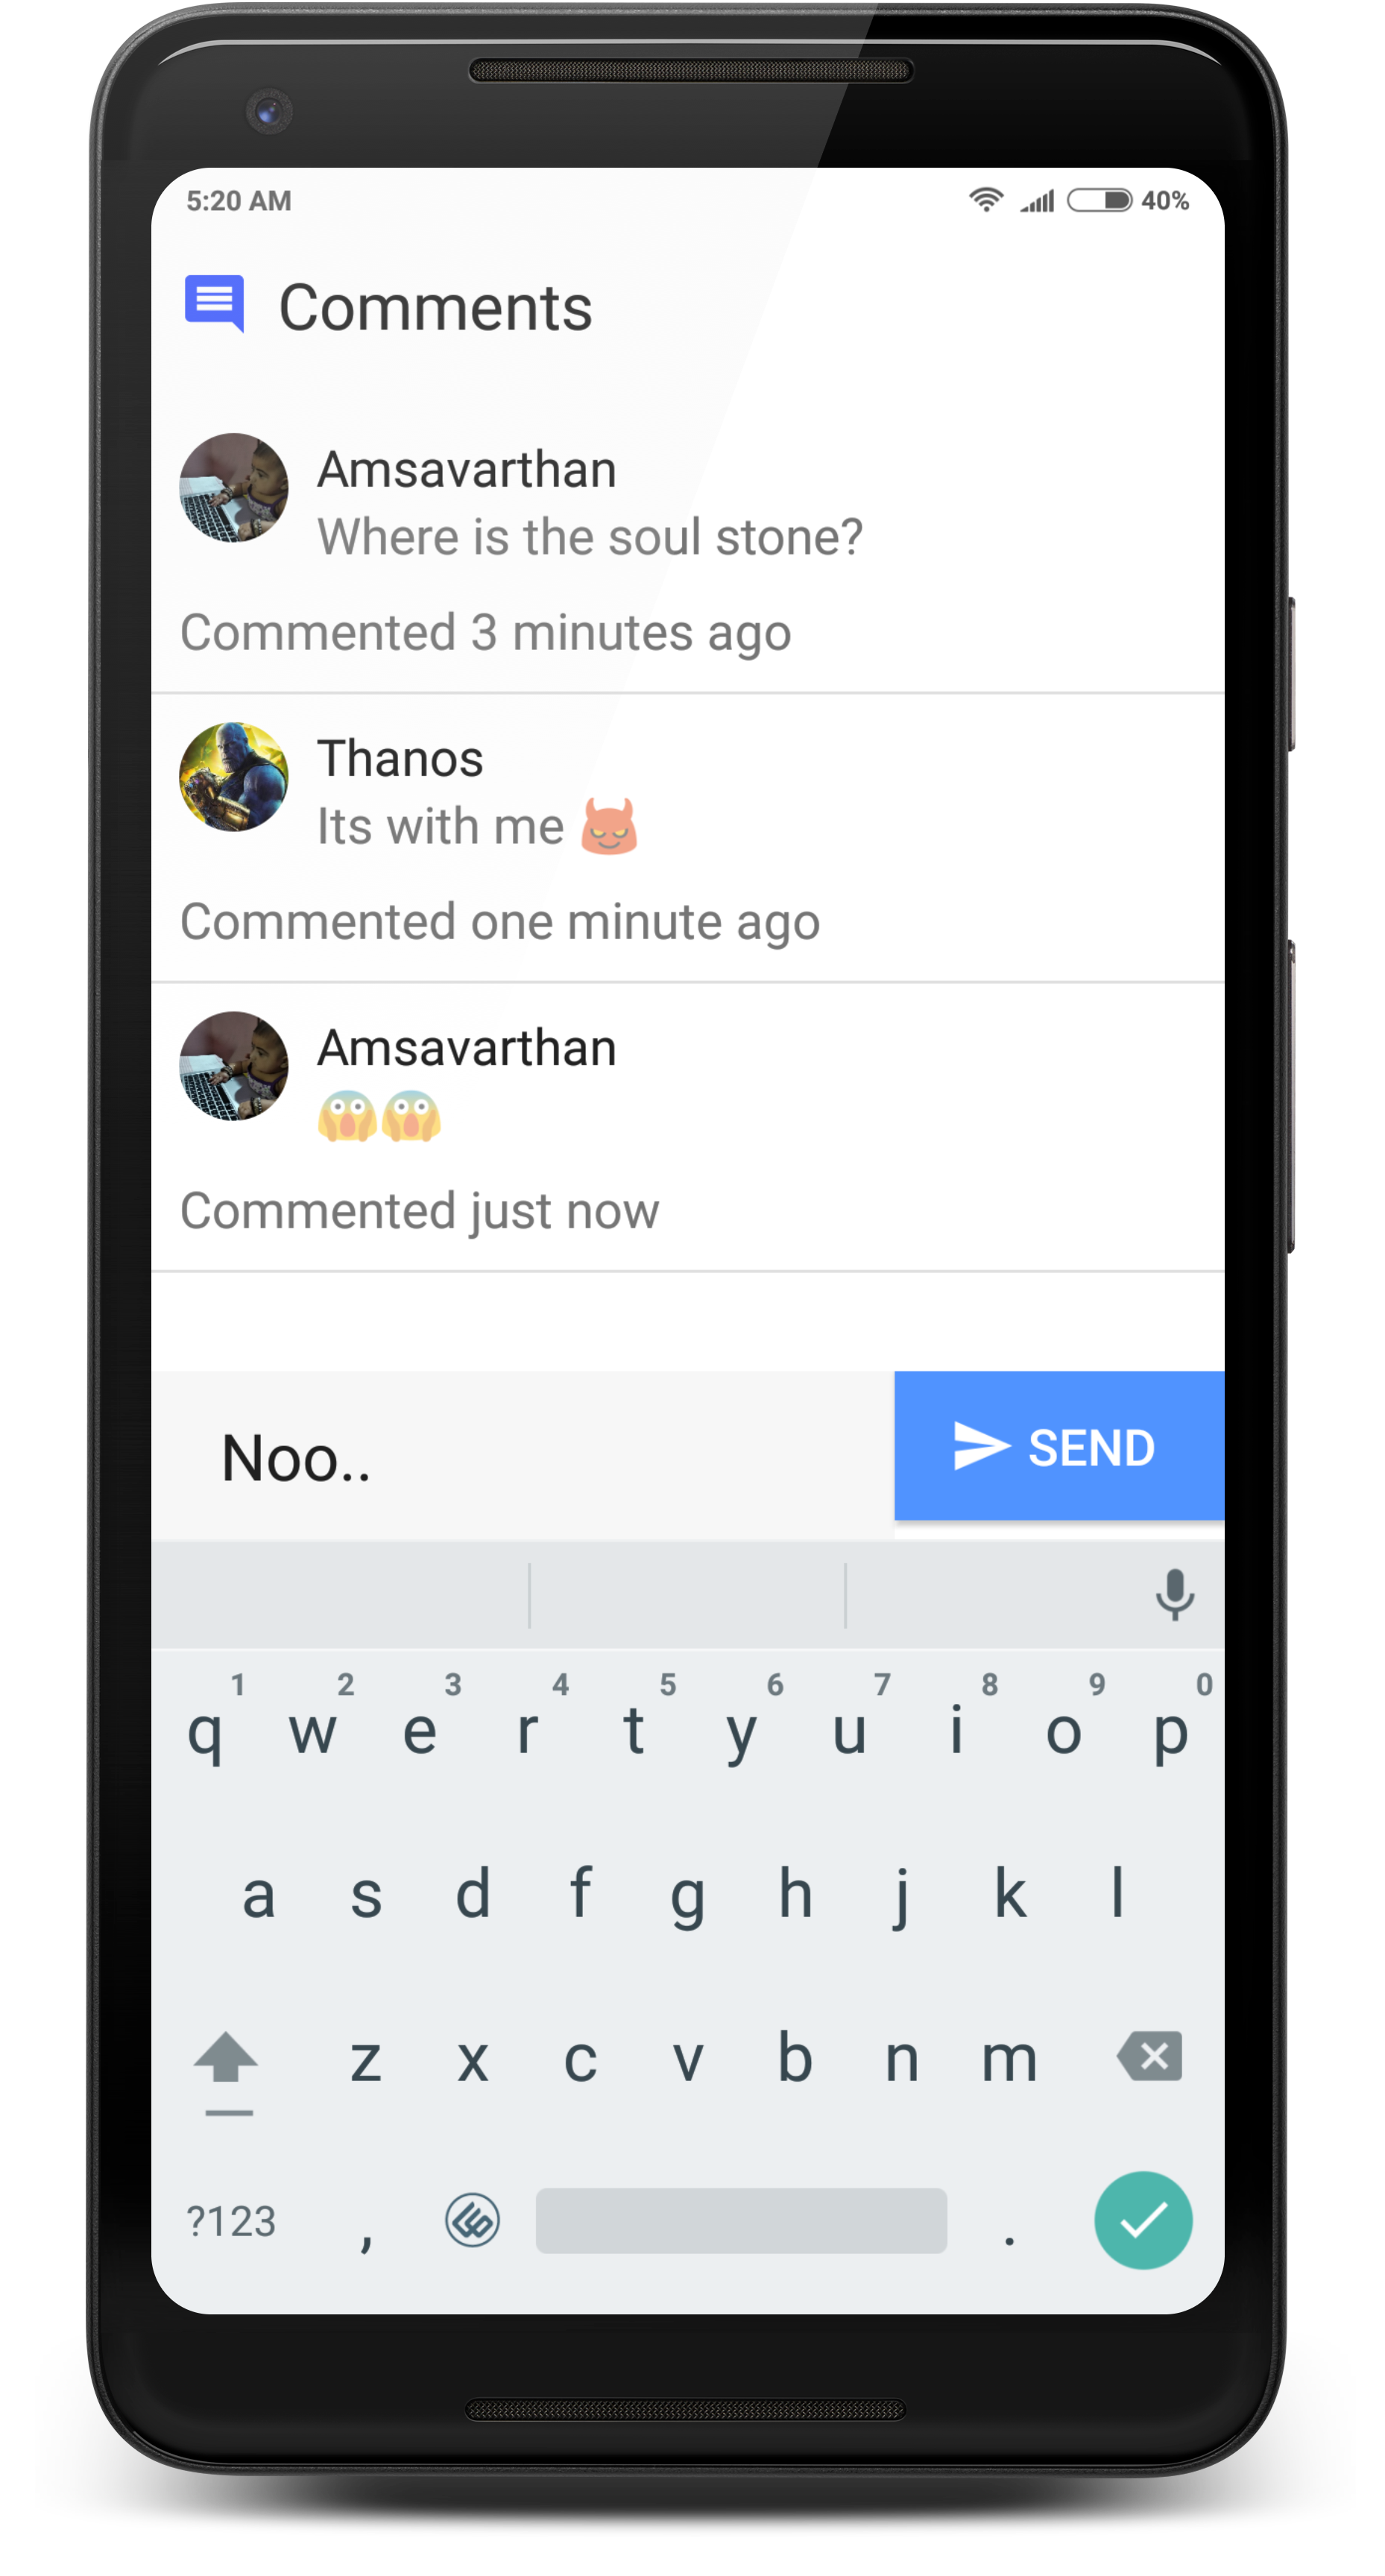 5:20 AM 40%
Comments
Amsavarthan
Where is the soul stone?
Commented 3 minutes ago
Thanos
Its with me 😈
Commented one minute ago
Amsavarthan
😱😱
Commented just now
Noo.. SEND
1 2 3 4 5 6 7 8 9 0
q w e r t y u i o p
a s d f g h j k l
z x c v b n m
?123 , .